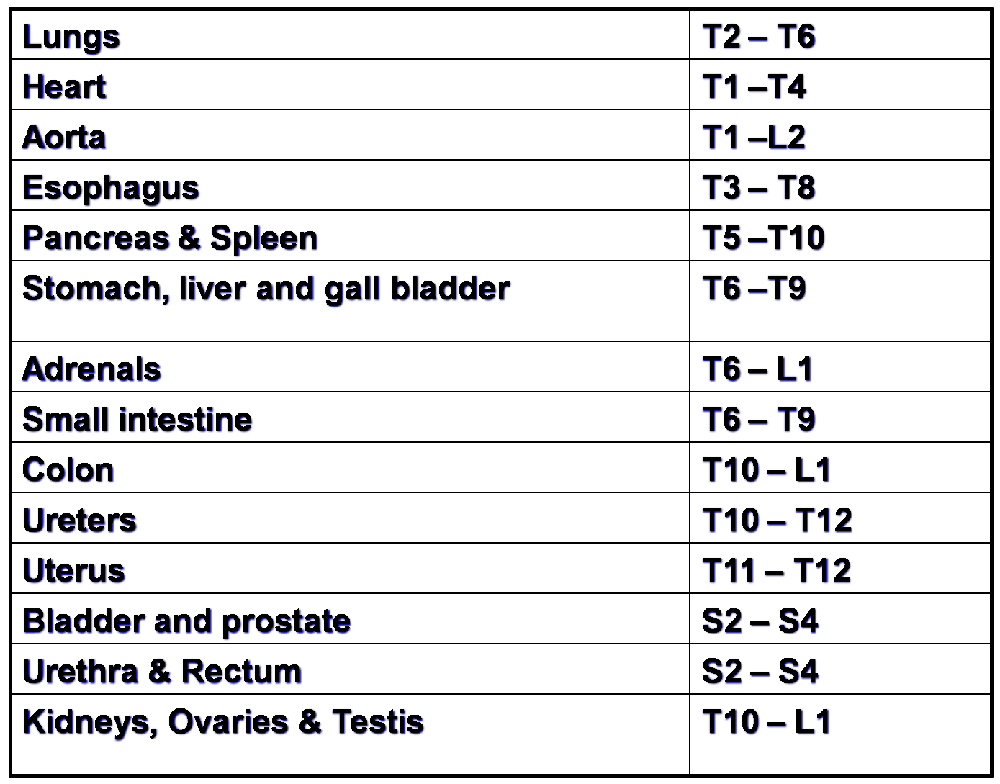 Lungs T2 – T6
Heart T1 –T4
Aorta T1 –L2
Esophagus T3 – T8
Pancreas & Spleen T5 –T10
Stomach, liver and gall bladder T6 –T9
Adrenals T6 – L1
Small intestine T6 – T9
Colon T10 – L1
Ureters T10 – T12
Uterus T11 – T12
Bladder and prostate S2 – S4
Urethra & Rectum S2 – S4
Kidneys, Ovaries & Testis T10 – L1